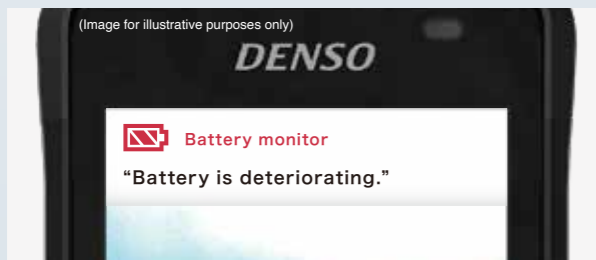 (Image for illustrative purposes only)
DENSO
Battery monitor
“Battery is deteriorating.”